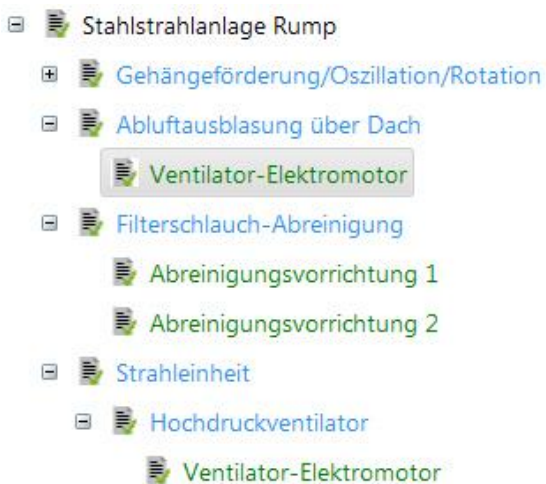 Stahlstrahlanlage Rump
Gehängeförderung/Oszillation/Rotation
Abluftausblasung über Dach
Ventilator-Elektromotor
Filterschlauch-Abreinigung
Abreinigungsvorrichtung 1
Abreinigungsvorrichtung 2
Strahleinheit
Hochdruckventilator
Ventilator-Elektromotor